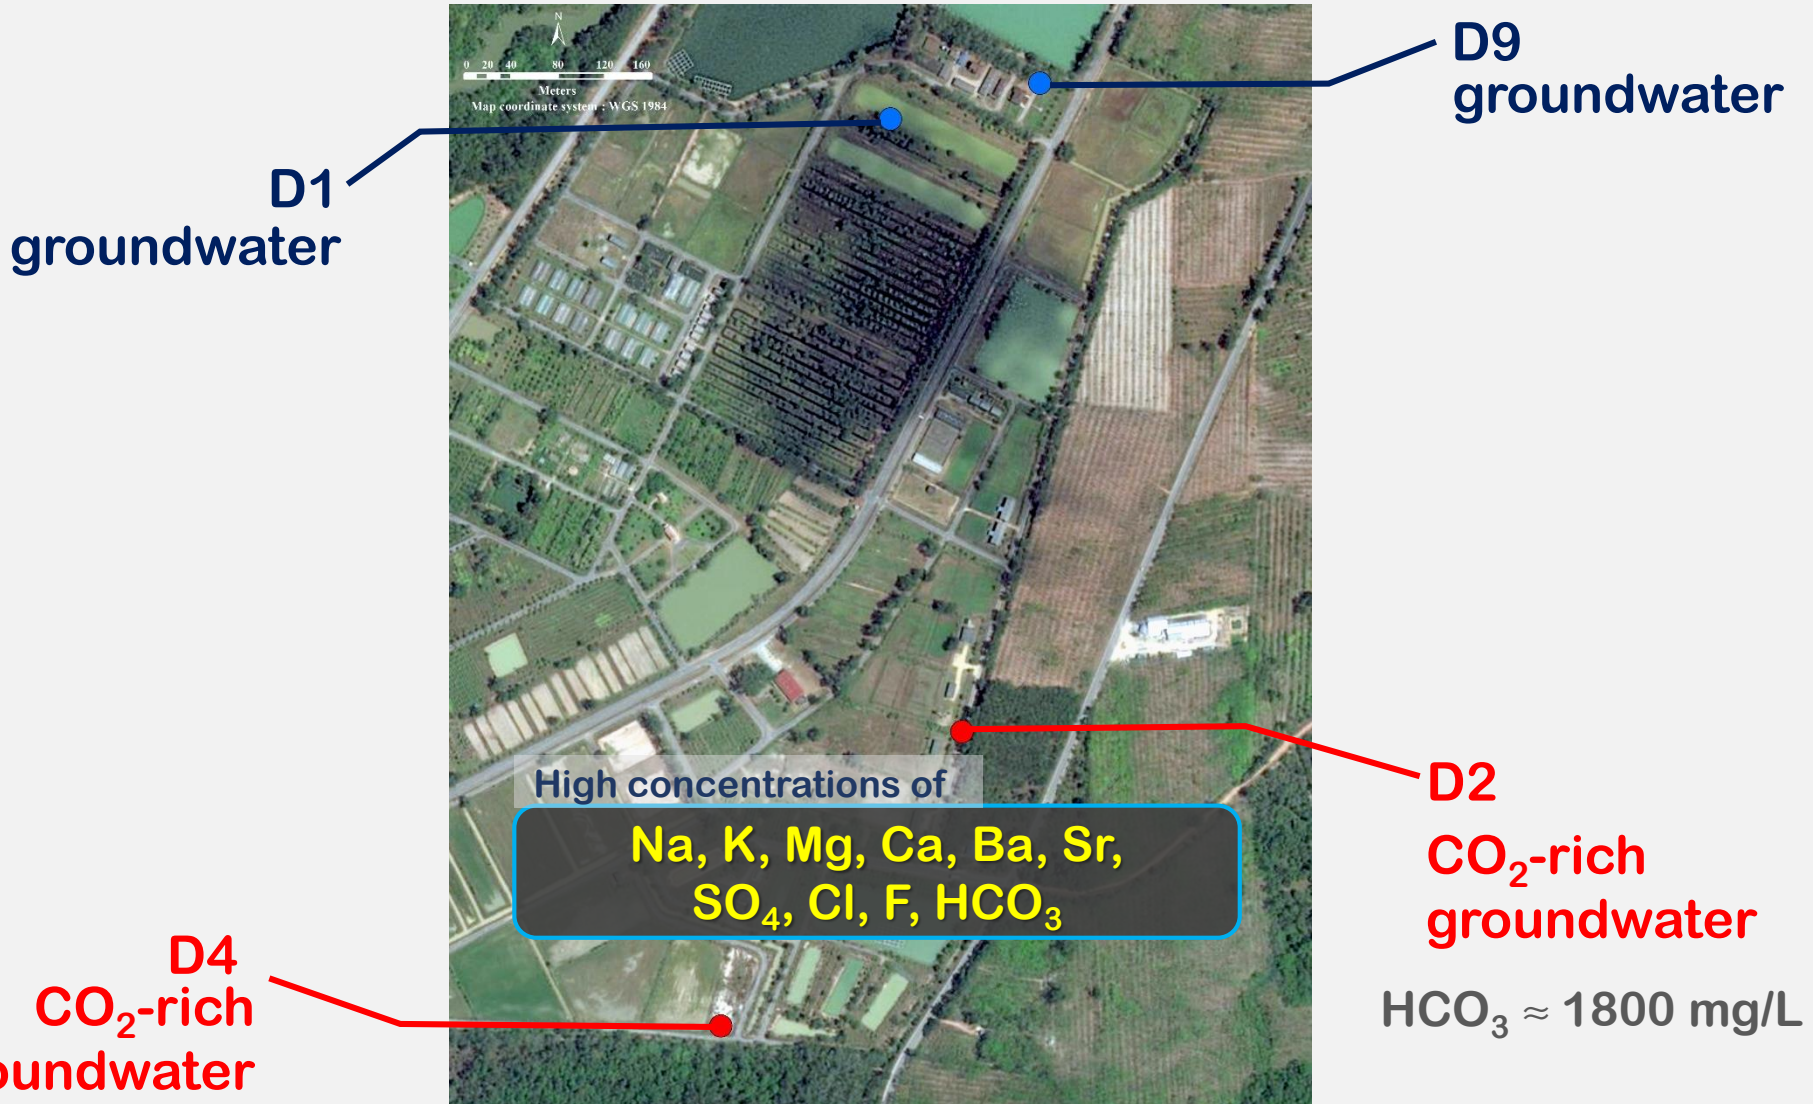 N
0 20 40 80 120 160
Meters
Map coordinate system : WGS 1984
D9
groundwater
D1
groundwater
High concentrations of
Na, K, Mg, Ca, Ba, Sr,
SO₄, Cl, F, HCO₃
D2
CO₂-rich
groundwater
HCO₃ ≈ 1800 mg/L
D4
CO₂-rich
oundwater